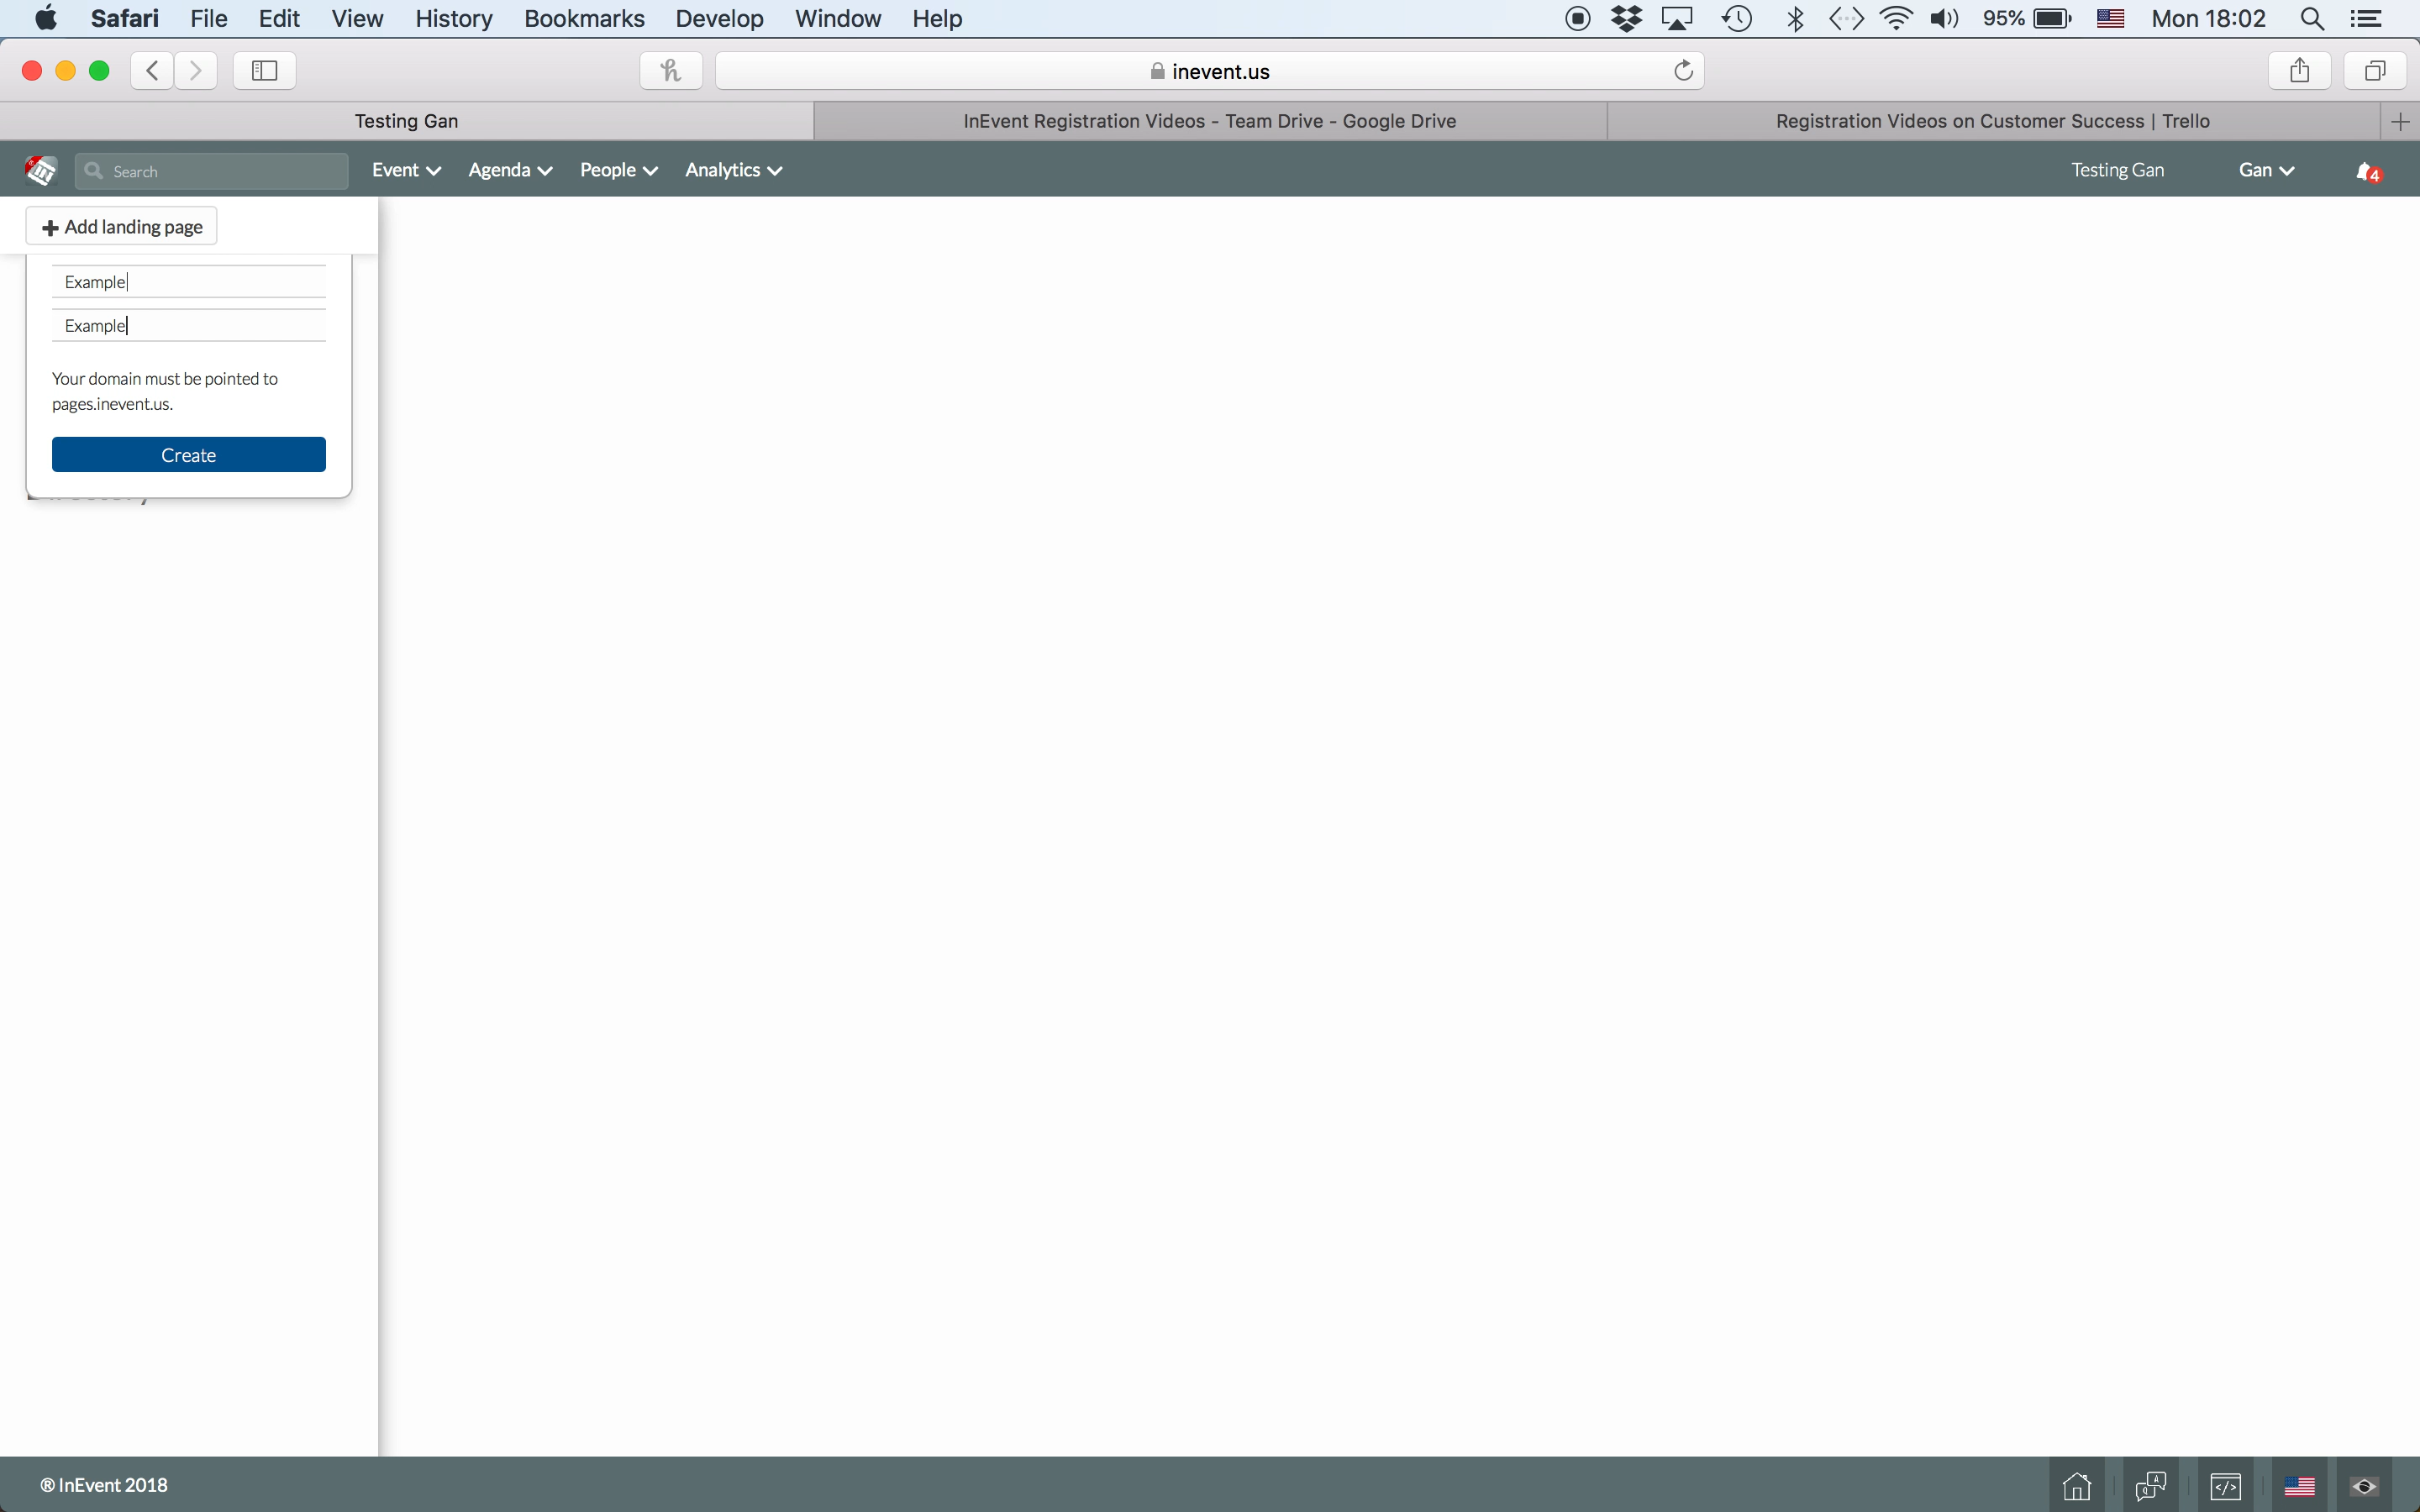 Safari File Edit View History Bookmarks Develop Window Help 95% Mon 18:02
inevent.us
Testing Gan InEvent Registration Videos - Team Drive - Google Drive Registration Videos on Customer Success | Trello
Search Event Agenda People Analytics Testing Gan Gan 4
Add landing page
Example
Example
Your domain must be pointed to
pages.inevent.us.
Create
® InEvent 2018